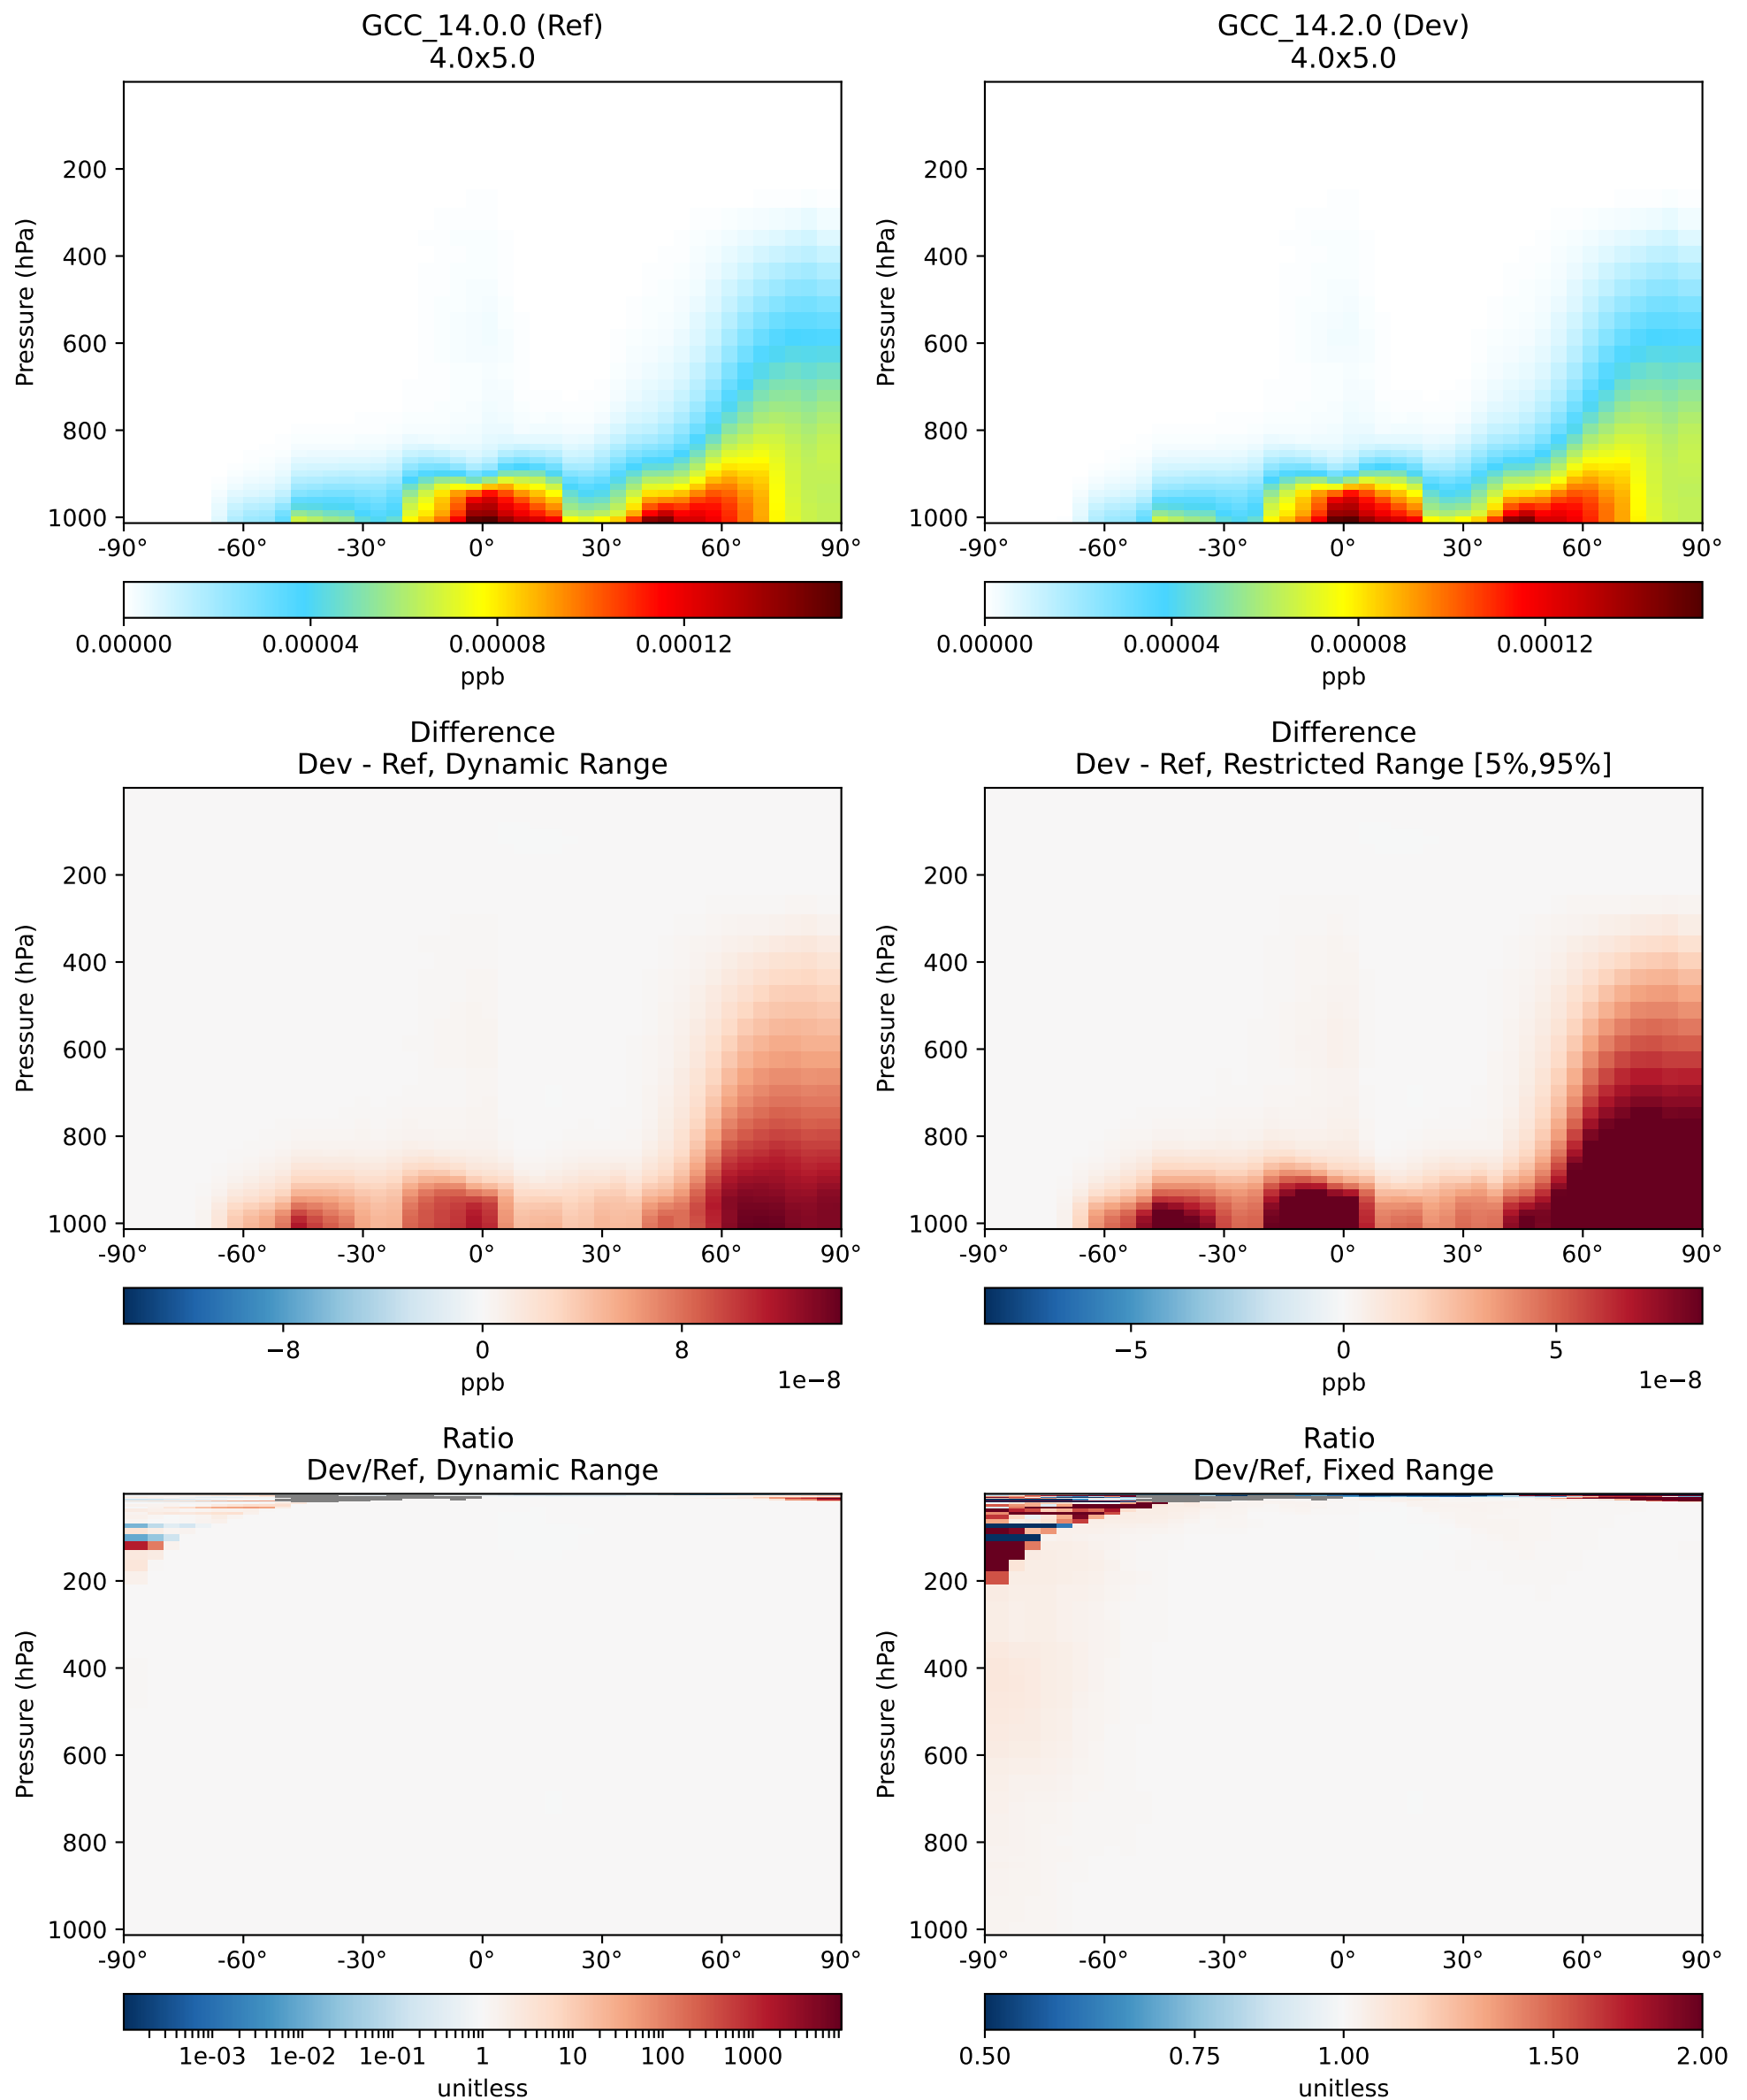 GCC_14.0.0 (Ref)
4.0x5.0
GCC_14.2.0 (Dev)
4.0x5.0
Pressure (hPa)
200
400
600
800
1000
-90° -60° -30° 0° 30° 60° 90°
0.00000 0.00004 0.00008 0.00012
ppb
Pressure (hPa)
200
400
600
800
1000
-90° -60° -30° 0° 30° 60° 90°
0.00000 0.00004 0.00008 0.00012
ppb
Difference
Dev - Ref, Dynamic Range
Pressure (hPa)
200
400
600
800
1000
-90° -60° -30° 0° 30° 60° 90°
−8 0 8
1e−8
ppb
Difference
Dev - Ref, Restricted Range [5%,95%]
Pressure (hPa)
200
400
600
800
1000
-90° -60° -30° 0° 30° 60° 90°
−5 0 5
1e−8
ppb
Ratio
Dev/Ref, Dynamic Range
Pressure (hPa)
200
400
600
800
1000
-90° -60° -30° 0° 30° 60° 90°
1e-03 1e-02 1e-01 1 10 100 1000
unitless
Ratio
Dev/Ref, Fixed Range
Pressure (hPa)
200
400
600
800
1000
-90° -60° -30° 0° 30° 60° 90°
0.50 0.75 1.00 1.50 2.00
unitless